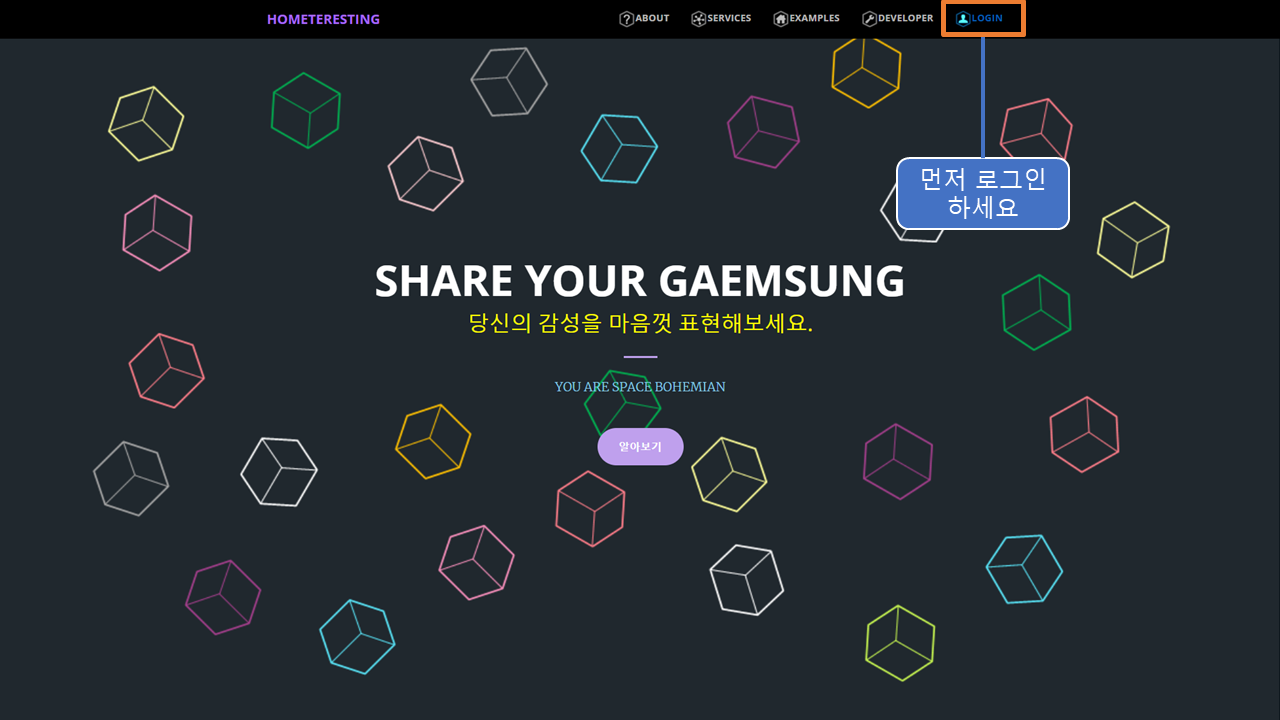 HOMETERESTING
ABOUT SERVICES EXAMPLES DEVELOPER LOGIN
먼저 로그인
하세요
SHARE YOUR GAEMSUNG
당신의 감성을 마음껏 표현해보세요.
YOU ARE SPACE BOHEMIAN
알아보기